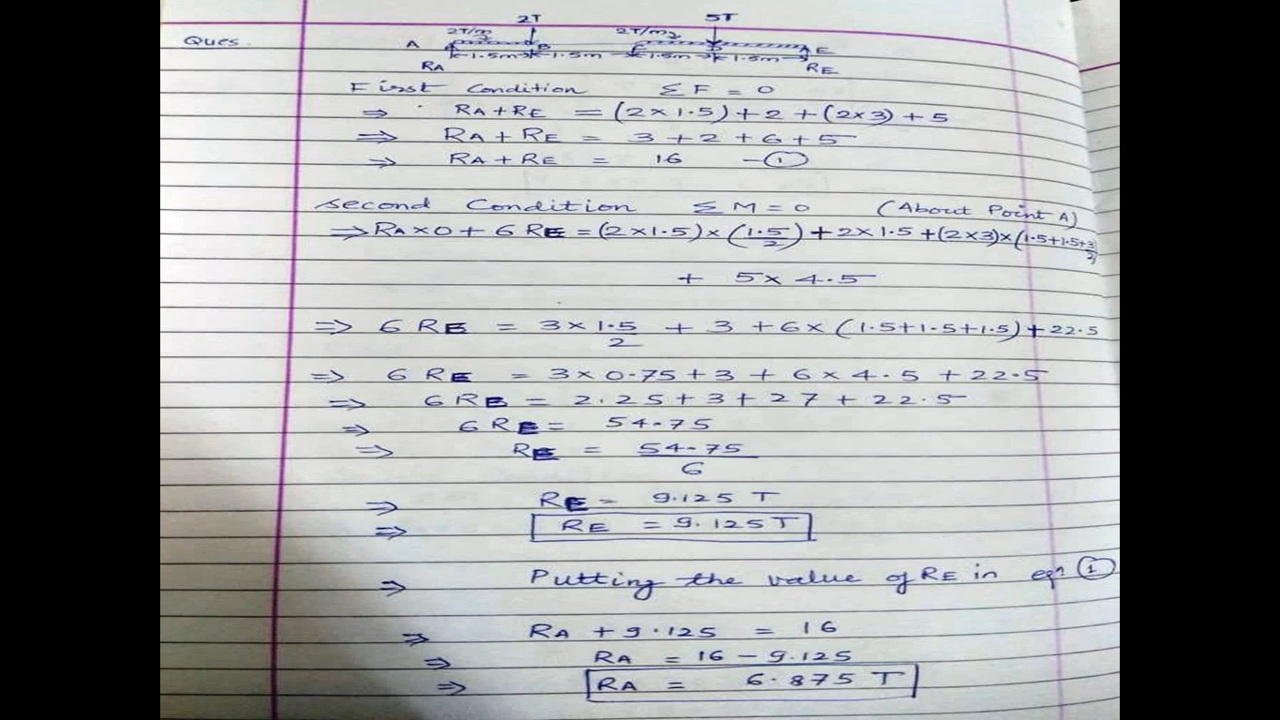 2T 5T
Ques. A 2T/m B 2T/m C D E
1.5m 1.5m 1.5m 1.5m
RA RE
First Condition ΣF = 0
⇒ RA + RE = (2×1.5) + 2 + (2×3) + 5
⇒ RA + RE = 3 + 2 + 6 + 5
⇒ RA + RE = 16 - ①
Second Condition ΣM = 0 (About Point A)
⇒ RA×0 + 6 RE = (2×1.5)×(1.5/2) + 2×1.5 + (2×3)×(1.5+1.5+3/2)
+ 5×4.5
⇒ 6 RE = 3×1.5/2 + 3 + 6×(1.5+1.5+1.5) + 22.5
⇒ 6 RE = 3×0.75 + 3 + 6×4.5 + 22.5
⇒ 6 RE = 2.25 + 3 + 27 + 22.5
⇒ 6 RE = 54.75
⇒ RE = 54.75/6
⇒ RE = 9.125 T
⇒ RE = 9.125 T
⇒ Putting the value of RE in eqn ①
⇒ RA + 9.125 = 16
⇒ RA = 16 - 9.125
⇒ RA = 6.875 T